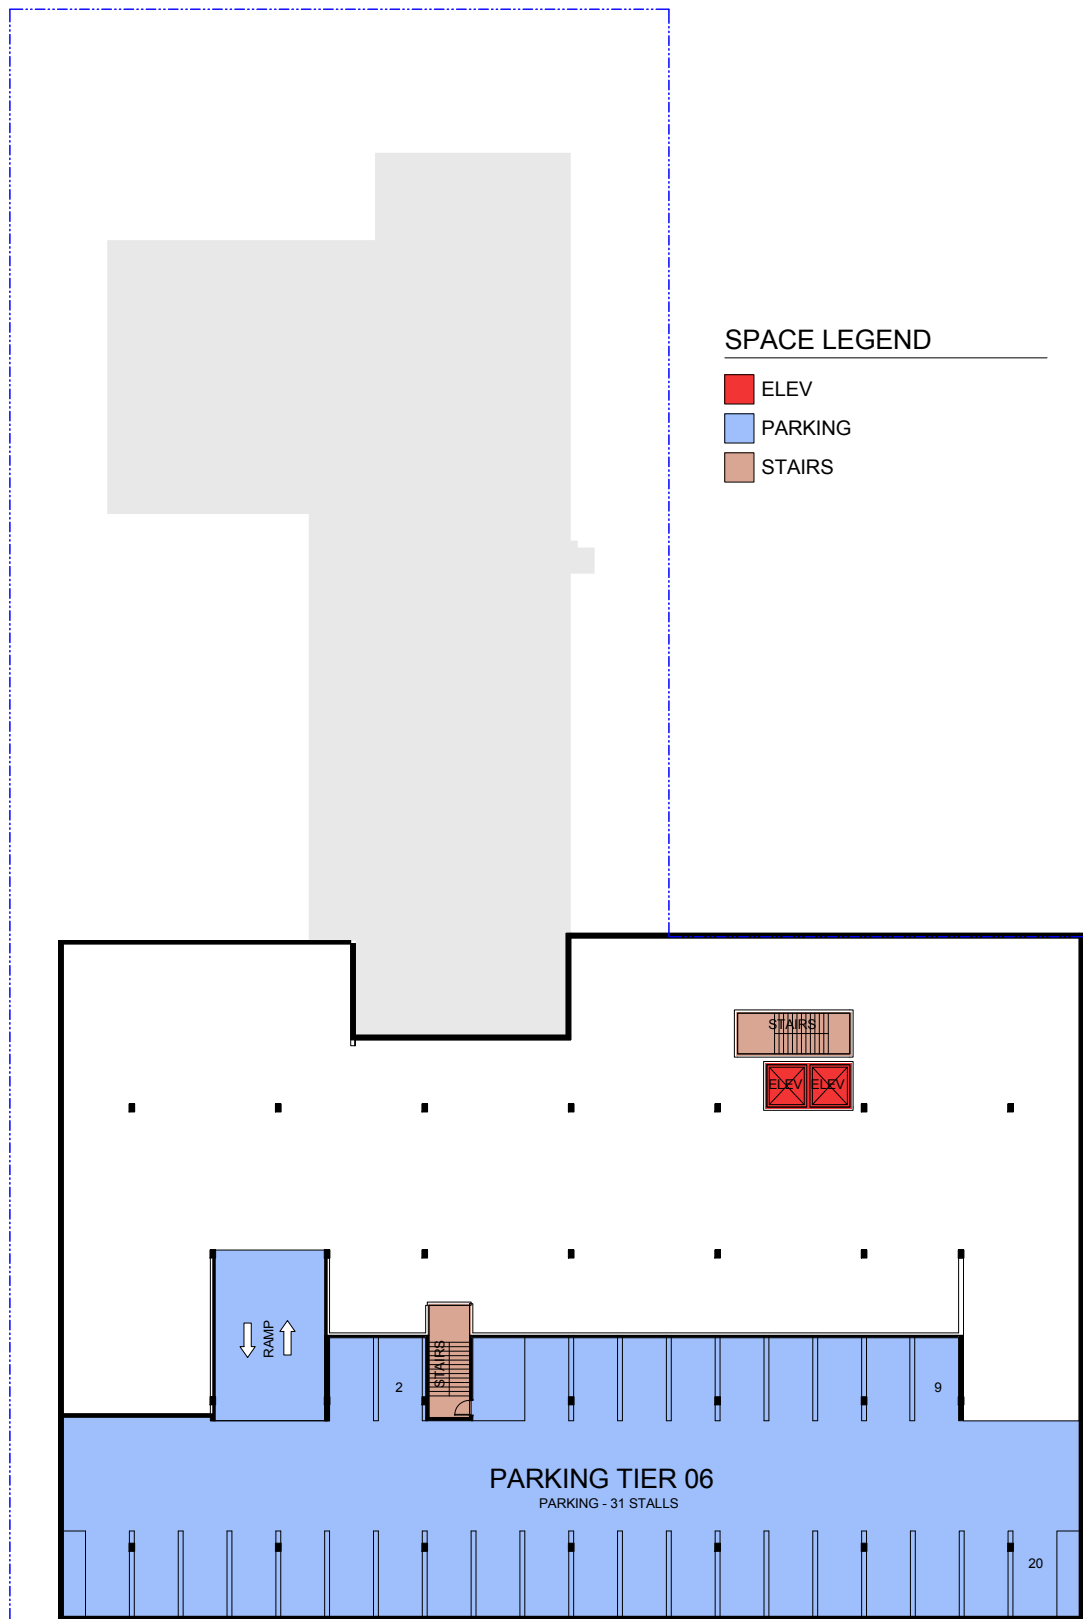 SPACE LEGEND
ELEV
PARKING
STAIRS
STAIRS
ELEV ELEV
RAMP
STAIRS
2
9
PARKING TIER 06
PARKING - 31 STALLS
20